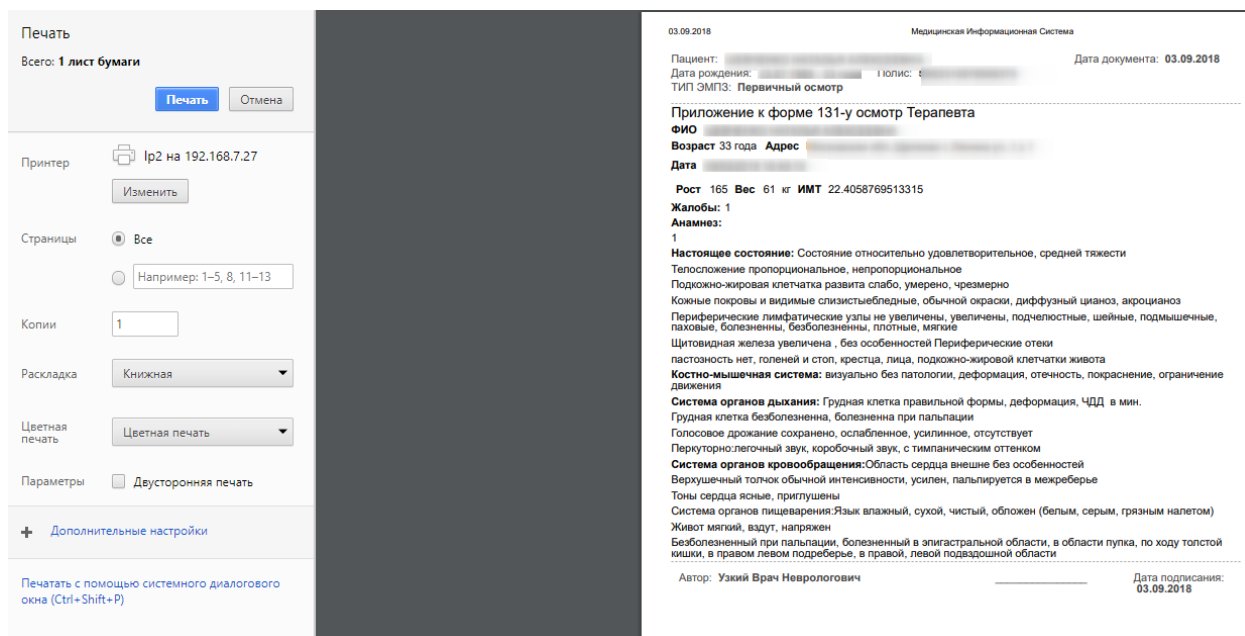 Печать
Всего: 1 лист бумаги
Печать Отмена
Принтер lp2 на 192.168.7.27
Изменить
Страницы Все
Например: 1–5, 8, 11–13
Копии 1
Раскладка Книжная
Цветная печать Цветная печать
Параметры Двусторонняя печать
+ Дополнительные настройки
Печатать с помощью системного диалогового
окна (Ctrl+Shift+P)
03.09.2018 Медицинская Информационная Система
Пациент: Дата документа: 03.09.2018
Дата рождения: Полис:
ТИП ЭМПЗ: Первичный осмотр
Приложение к форме 131-у осмотр Терапевта
ФИО
Возраст 33 года Адрес
Дата
Рост 165 Вес 61 кг ИМТ 22.4058769513315
Жалобы: 1
Анамнез:
1
Настоящее состояние: Состояние относительно удовлетворительное, средней тяжести
Телосложение пропорциональное, непропорциональное
Подкожно-жировая клетчатка развита слабо, умерено, чрезмерно
Кожные покровы и видимые слизистыебледные, обычной окраски, диффузный цианоз, акроцианоз
Периферические лимфатические узлы не увеличены, увеличены, подчелюстные, шейные, подмышечные,
паховые, болезненны, безболезненны, плотные, мягкие
Щитовидная железа увеличена , без особенностей Периферические отеки
пастозность нет, голеней и стоп, крестца, лица, подкожно-жировой клетчатки живота
Костно-мышечная система: визуально без патологии, деформация, отечность, покраснение, ограничение
движения
Система органов дыхания: Грудная клетка правильной формы, деформация, ЧДД в мин.
Грудная клетка безболезненна, болезненна при пальпации
Голосовое дрожание сохранено, ослабленное, усилинное, отсутствует
Перкуторно:легочный звук, коробочный звук, с тимпаническим оттенком
Система органов кровообращения:Область сердца внешне без особенностей
Верхушечный толчок обычной интенсивности, усилен, пальпируется в межреберье
Тоны сердца ясные, приглушены
Система органов пищеварения:Язык влажный, сухой, чистый, обложен (белым, серым, грязным налетом)
Живот мягкий, вздут, напряжен
Безболезненный при пальпации, болезненный в эпигастральной области, в области пупка, по ходу толстой
кишки, в правом левом подреберье, в правой, левой подвздошной области
Автор: Узкий Врач Неврологович Дата подписания:
03.09.2018